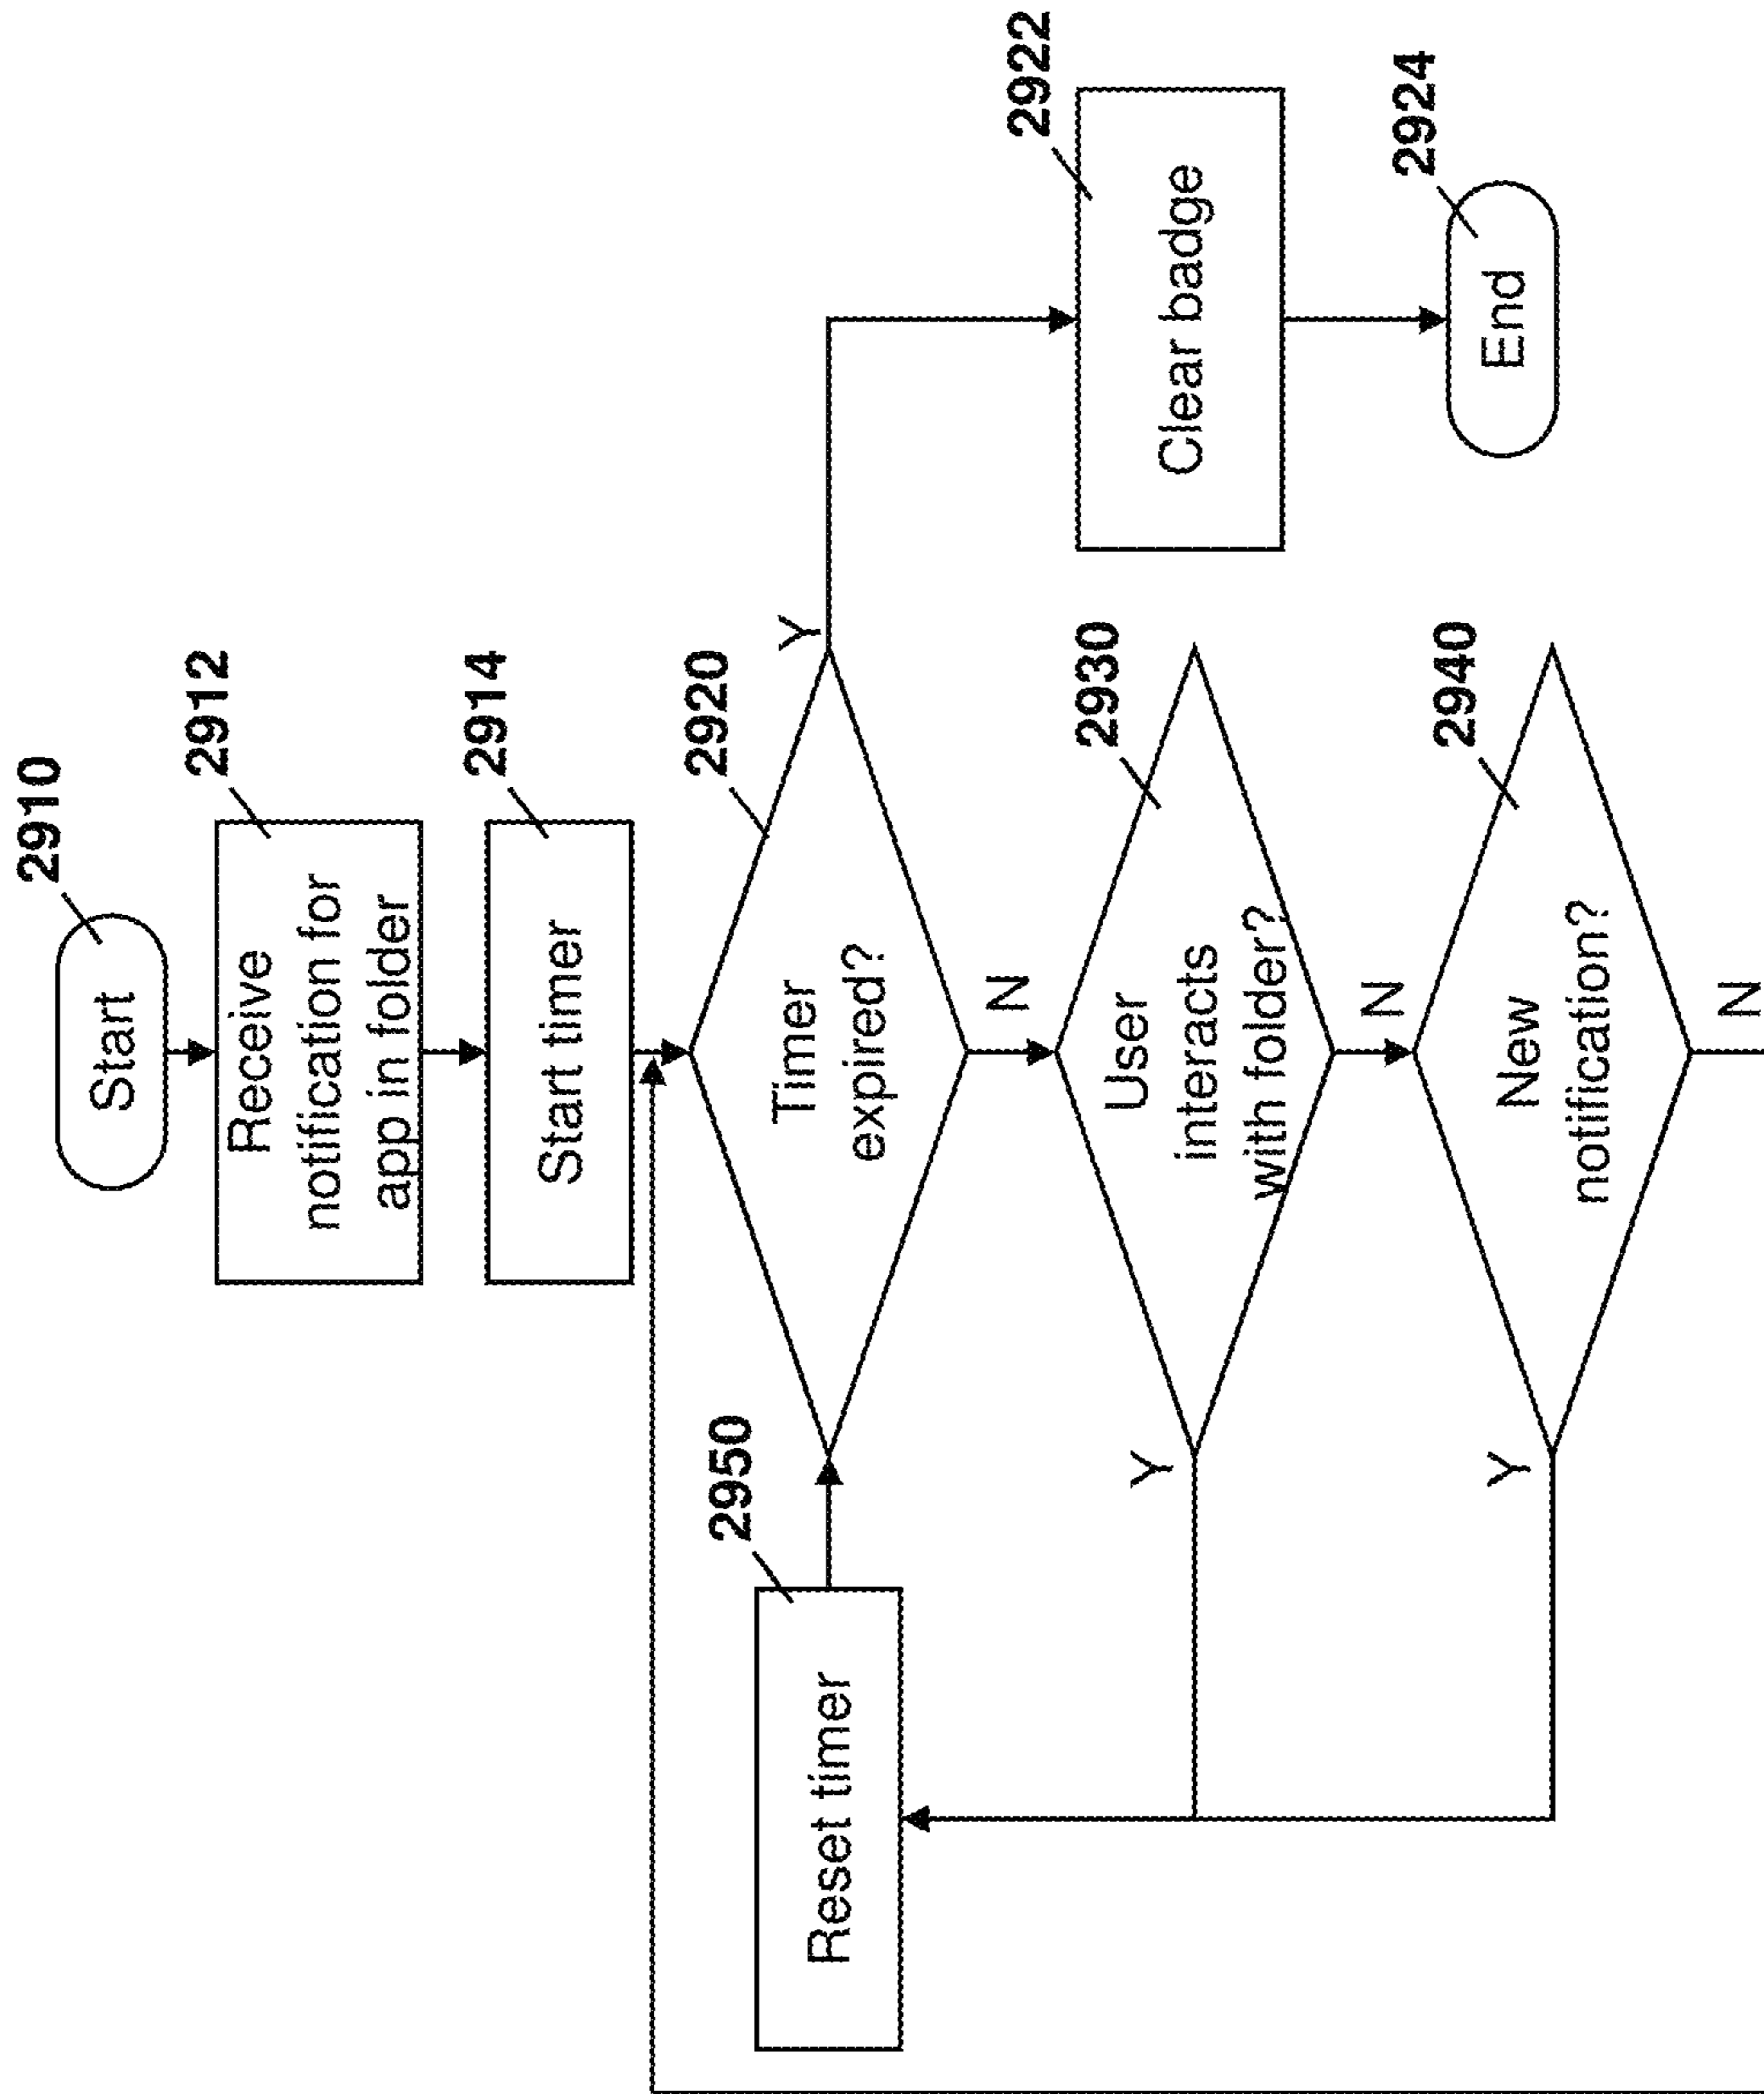 2910
Start
2912
Receive
notification for
app in folder
2914
Start timer
2920
Timer
expired?
Y
N
2922
Clear badge
2924
End
2930
User
interacts
with folder?
Y
N
2940
New
notification?
Y
N
2950
Reset timer